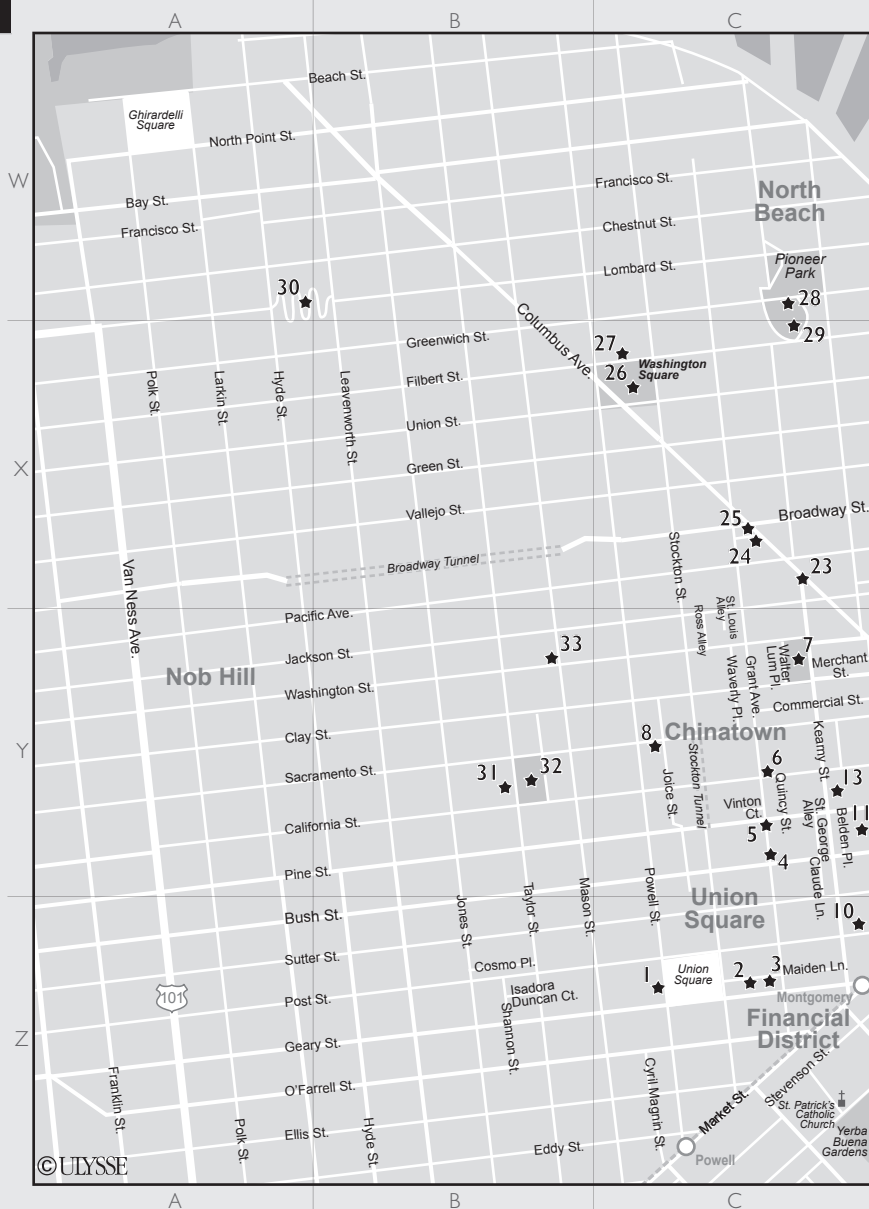 A
B
C
Beach St.
Ghirardelli
Square
North Point St.
W
Francisco St.
North
Beach
Bay St.
Francisco St.
Chestnut St.
Pioneer
Park
Lombard St.
30
28
29
Columbus Ave.
Greenwich St.
27
Washington
Square
26
Polk St.
Larkin St.
Hyde St.
Leavenworth St.
Filbert St.
Union St.
X
Green St.
Vallejo St.
25
Broadway St.
24
Stockton St.
Broadway Tunnel
23
Van Ness Ave.
Pacific Ave.
St. Louis
Alley
Ross Alley
33
7
Jackson St.
Walter
Lum Pl.
Merchant
St.
Nob Hill
Washington St.
Waverly Pl.
Grant Ave.
Commercial St.
Clay St.
8
Chinatown
Kearny St.
Y
Stockton Tunnel
6
31
32
Sacramento St.
Joice St.
Quincy St.
13
Vinton
Ct.
St. George
Alley
Belden Pl.
11
California St.
5
4
Pine St.
Claude Ln.
Powell St.
Union
Square
Jones St.
Taylor St.
Mason St.
10
Bush St.
Sutter St.
Cosmo Pl.
1
Union
Square
2
3
Maiden Ln.
101
Post St.
Isadora
Duncan Ct.
Montgomery
Financial
District
Z
Shannon St.
Geary St.
Franklin St.
O'Farrell St.
Cyril Magnin St.
Market St.
Stevenson St.
St. Patrick's
Catholic
Church
Polk St.
Ellis St.
Hyde St.
Eddy St.
Yerba
Buena
Gardens
Powell
© ULYSSE
A
B
C